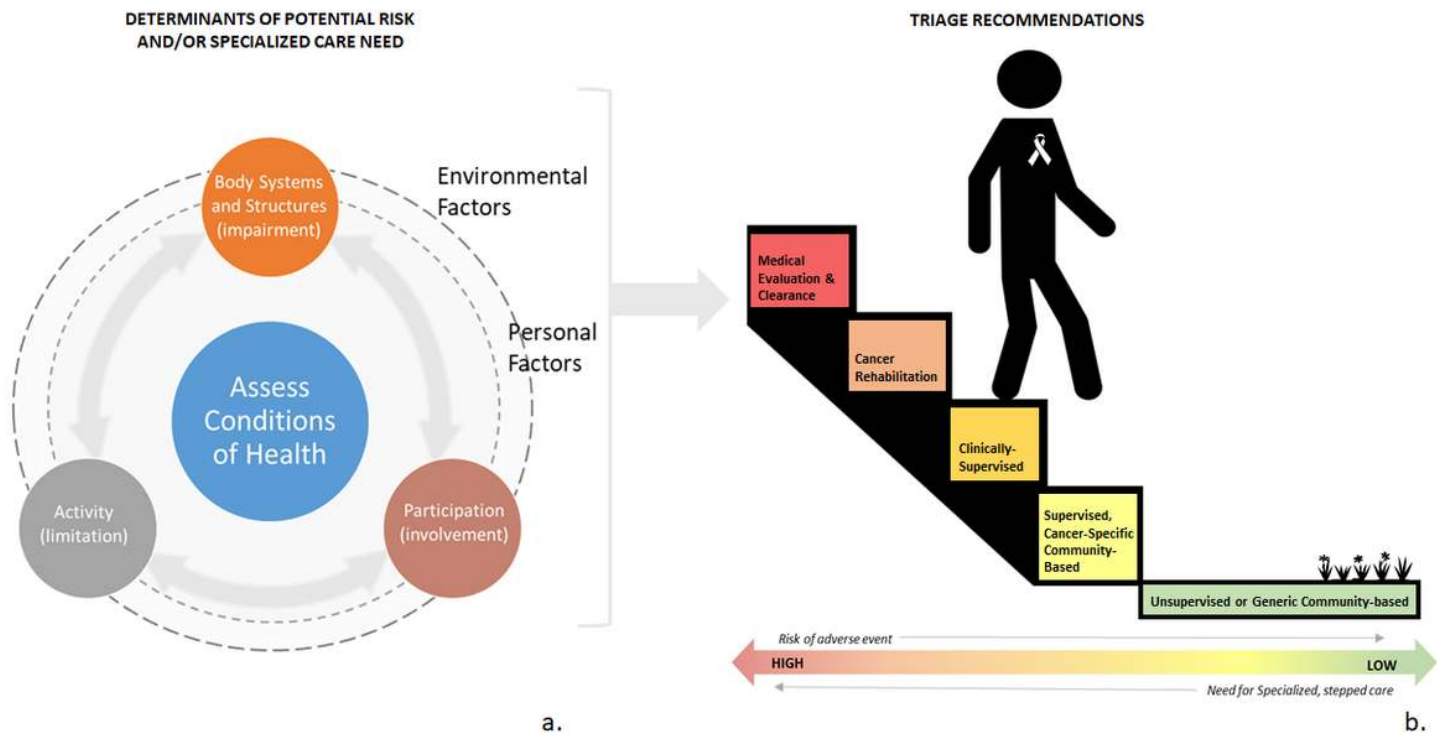 DETERMINANTS OF POTENTIAL RISK
AND/OR SPECIALIZED CARE NEED
Body Systems
and Structures
(impairment)
Environmental
Factors
Personal
Factors
Assess
Conditions
of Health
Activity
(limitation)
Participation
(involvement)
a.
TRIAGE RECOMMENDATIONS
Medical
Evaluation &
Clearance
Cancer
Rehabilitation
Clinically-
Supervised
Supervised,
Cancer-Specific
Community-
Based
Unsupervised or Generic Community-based
Risk of adverse event
HIGH
LOW
Need for Specialized, stepped care
b.